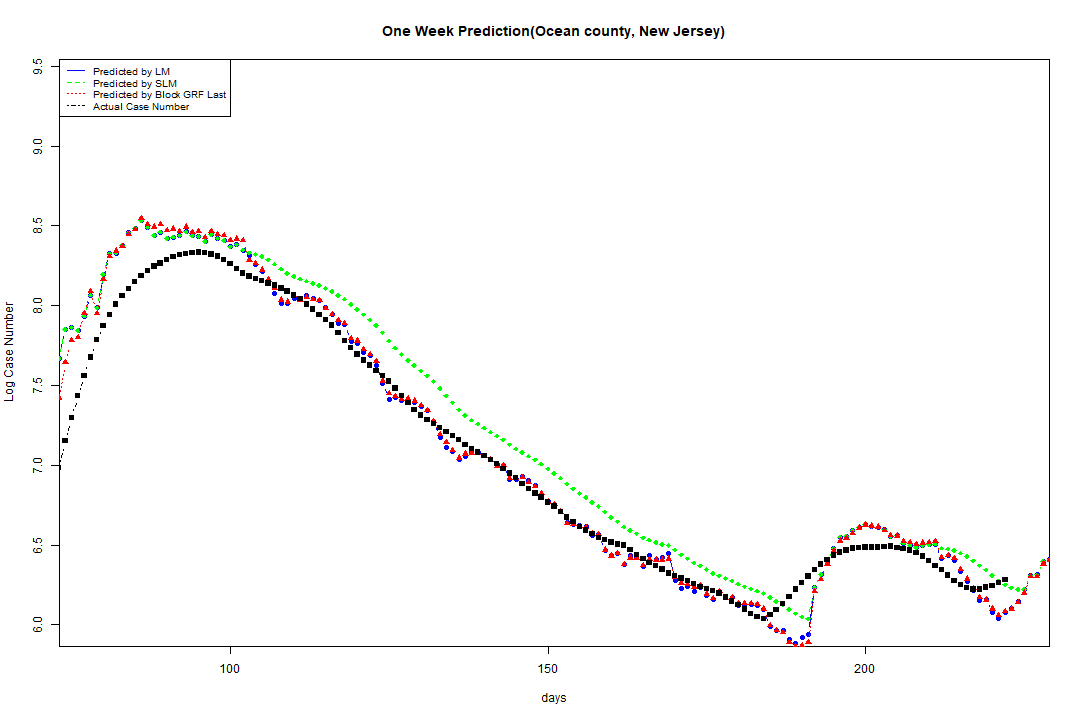 One Week Prediction(Ocean county, New Jersey)
Predicted by LM
Predicted by SLM
Predicted by Block GRF Last
Actual Case Number
9.5
9.0
8.5
8.0
7.5
7.0
6.5
6.0
Log Case Number
100
150
200
days